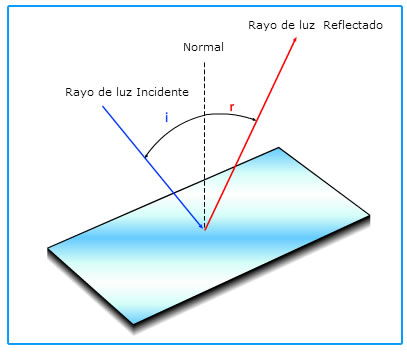 Rayo de luz  Reflectado
Normal
Rayo de luz Incidente
i
r